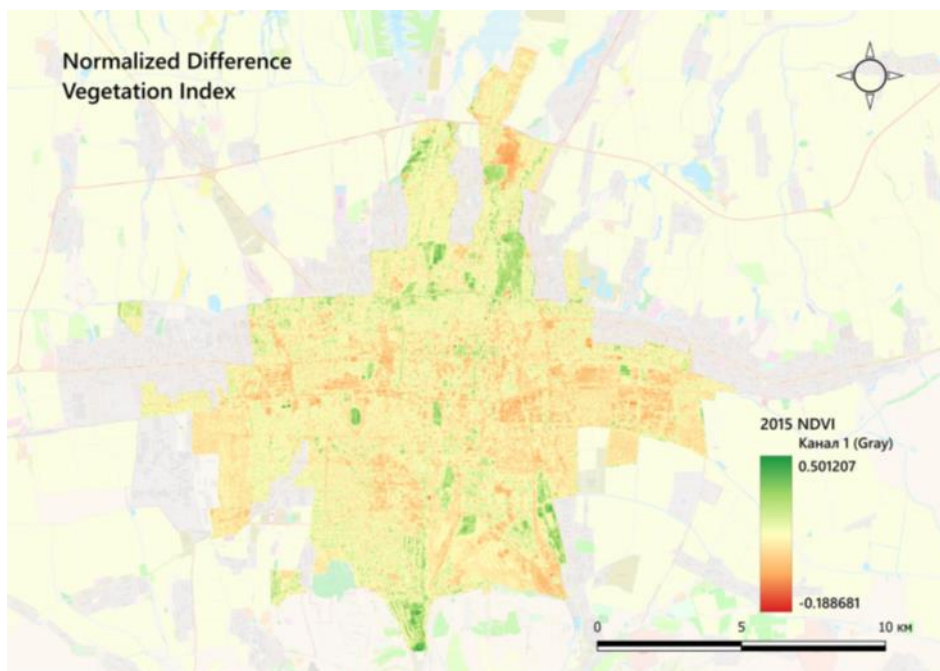 Normalized Difference
Vegetation Index
2015 NDVI
Канал 1 (Gray)
0.501207
-0.188681
0 5 10 км